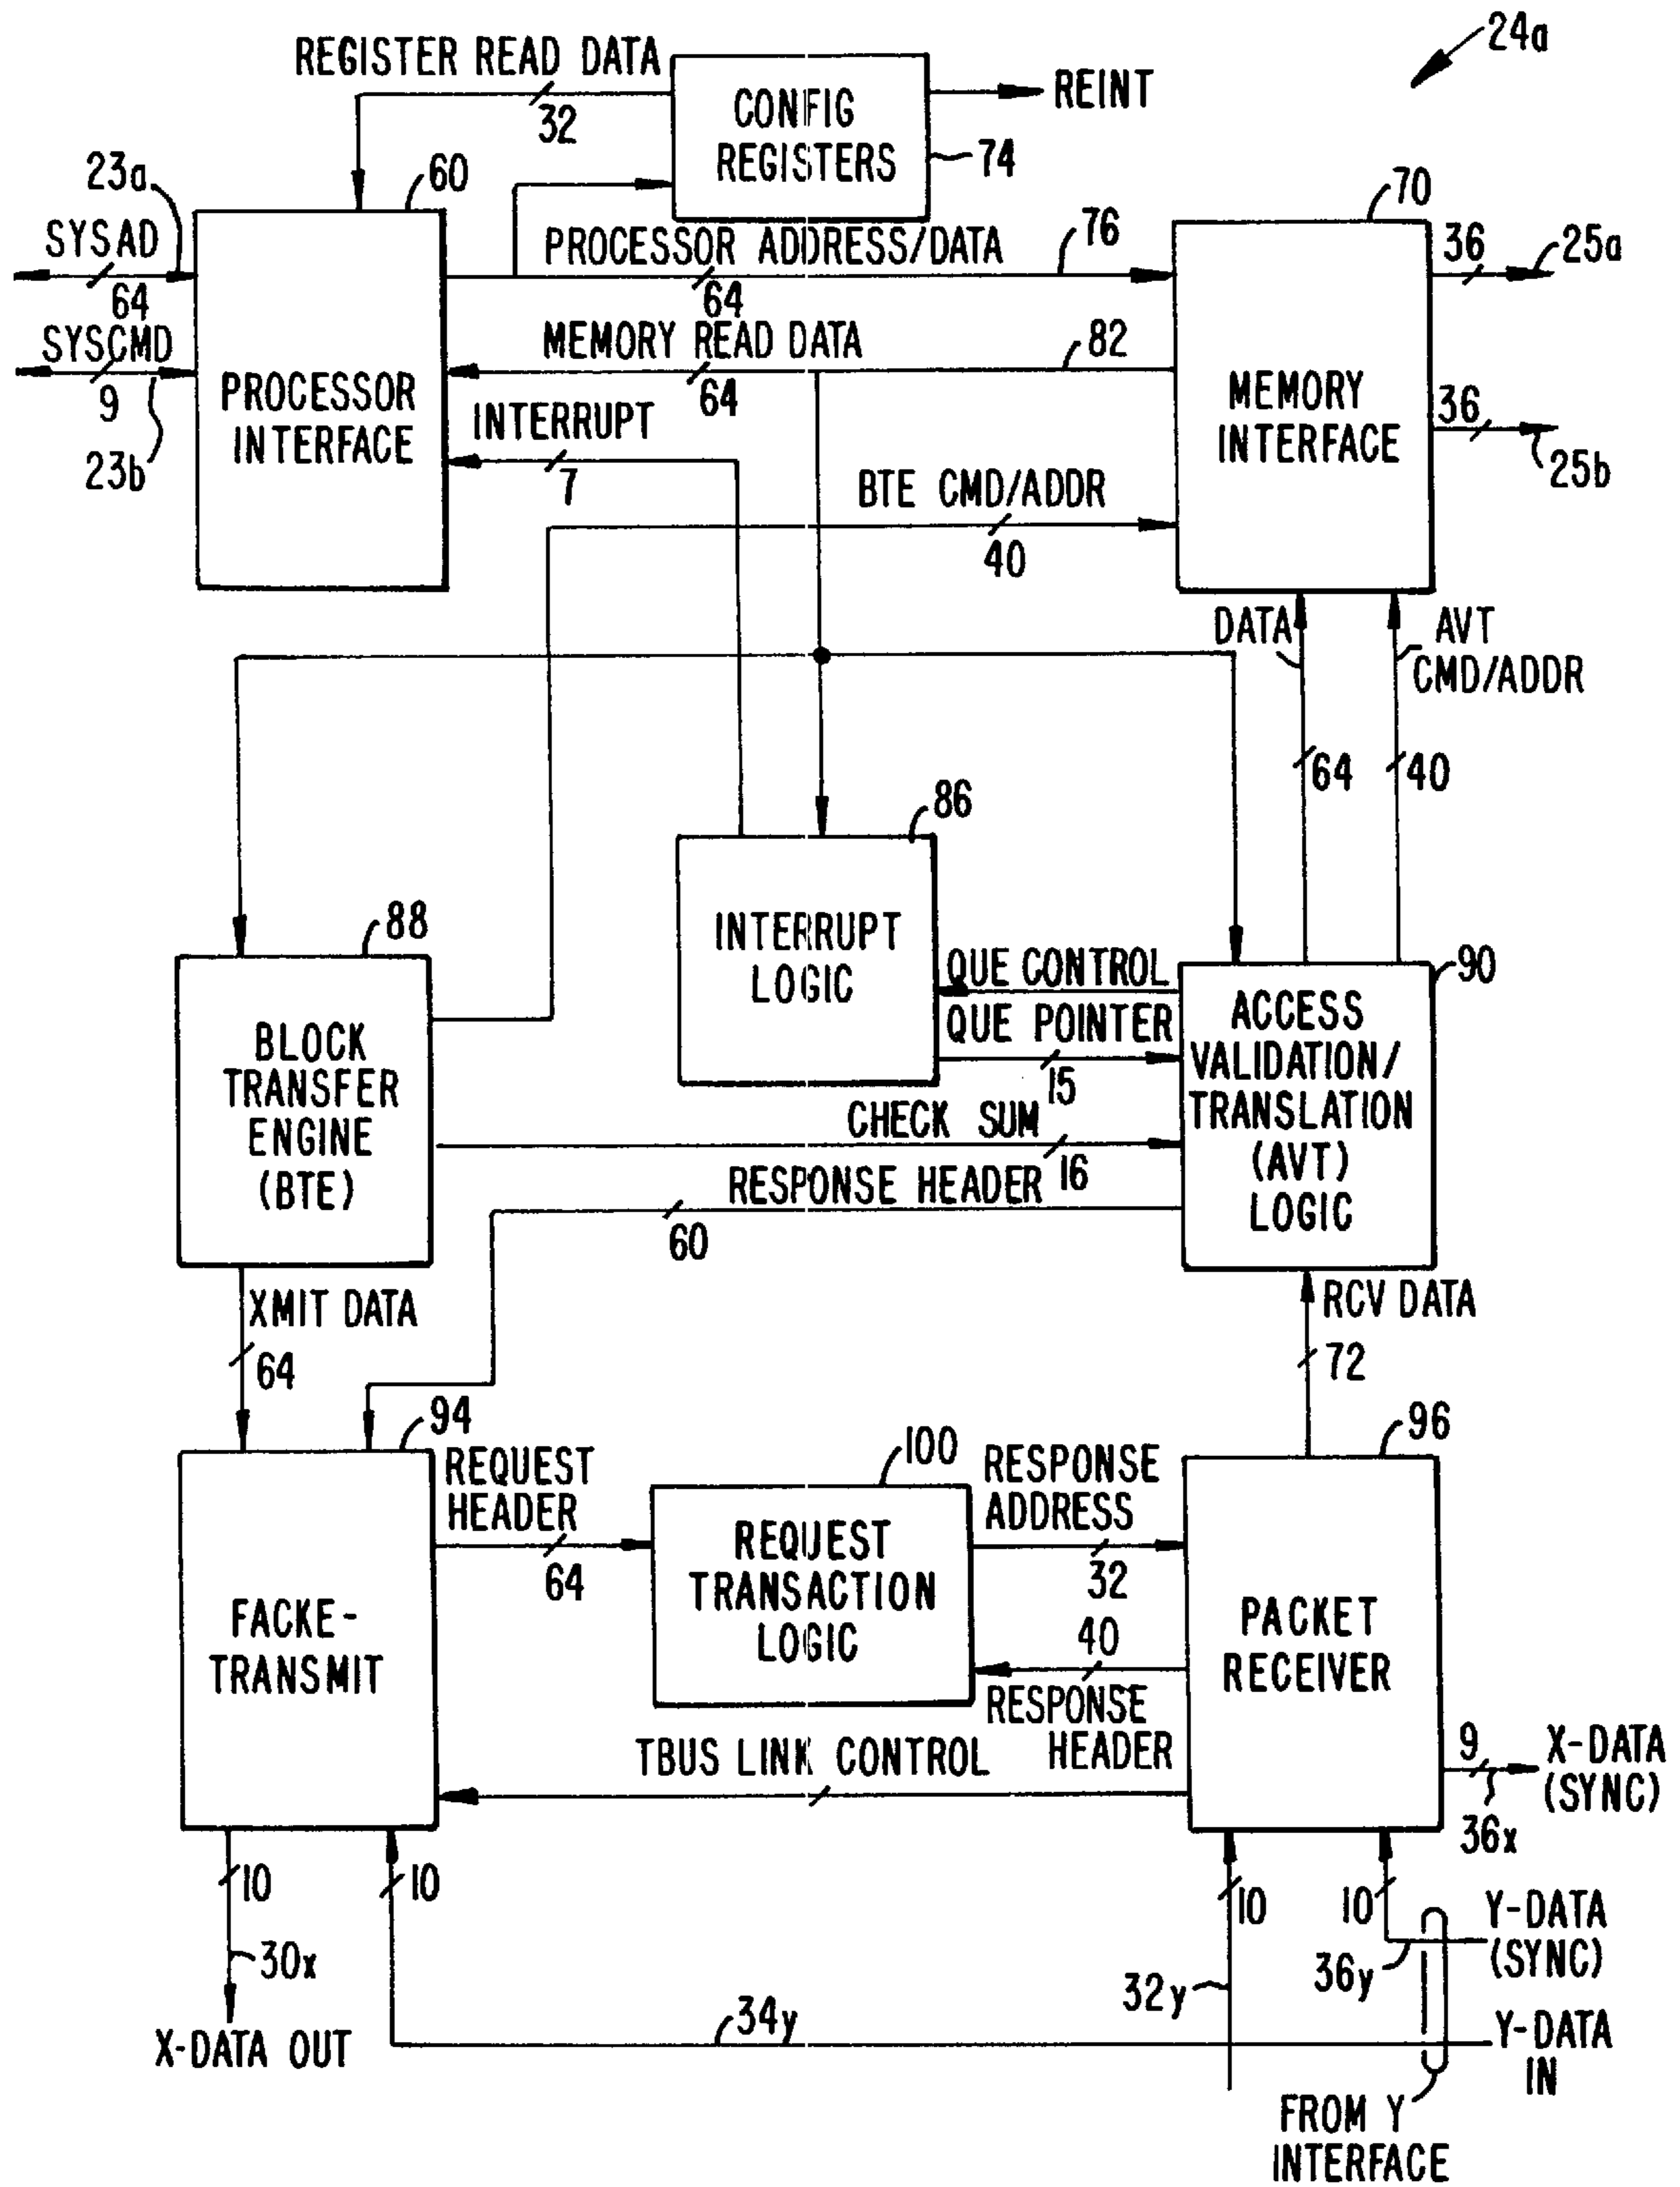 24a
REGISTER READ DATA
32
CONFIG
REGISTERS
REINT
74
23a
60
70
SYSAD
64
PROCESSOR ADDRESS/DATA
64
76
36
25a
SYSCMD
9
23b
PROCESSOR
INTERFACE
MEMORY READ DATA
64
82
MEMORY
INTERFACE
36
25b
INTERRUPT
7
BTE CMD/ADDR
40
DATA
AVT
CMD/ADDR
64
40
86
88
INTERRUPT
LOGIC
QUE CONTROL
QUE POINTER
15
90
ACCESS
VALIDATION/
TRANSLATION
(AVT)
LOGIC
BLOCK
TRANSFER
ENGINE
(BTE)
CHECK SUM
16
RESPONSE HEADER
60
XMIT DATA
64
RCV DATA
72
94
96
REQUEST
HEADER
64
100
REQUEST
TRANSACTION
LOGIC
RESPONSE
ADDRESS
32
40
RESPONSE
HEADER
FACKE-
TRANSMIT
PACKET
RECEIVER
TBUS LINK CONTROL
9
X-DATA
(SYNC)
36x
10
10
10
10
30x
X-DATA OUT
34y
32y
36y
Y-DATA
(SYNC)
Y-DATA
IN
FROM Y
INTERFACE